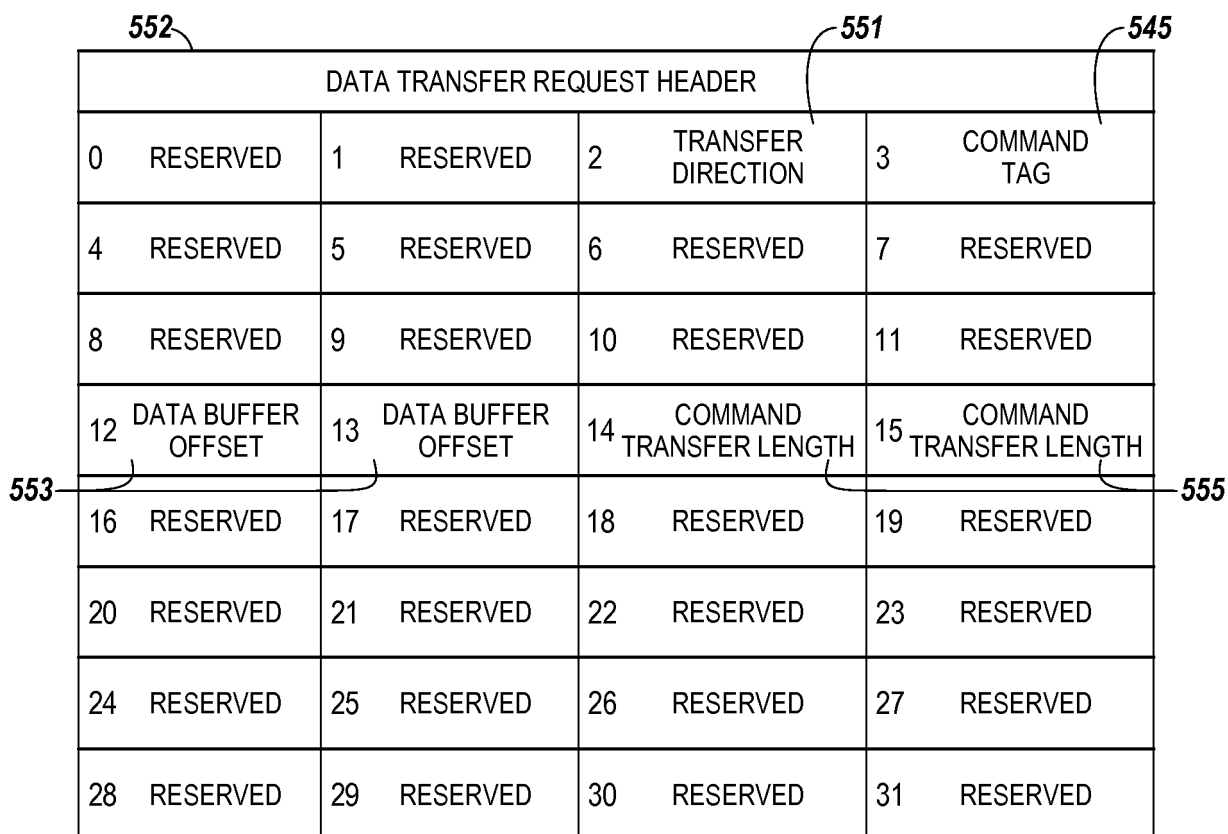 552 551 545
DATA TRANSFER REQUEST HEADER
0 RESERVED 1 RESERVED 2 TRANSFER DIRECTION 3 COMMAND TAG
4 RESERVED 5 RESERVED 6 RESERVED 7 RESERVED
8 RESERVED 9 RESERVED 10 RESERVED 11 RESERVED
12 DATA BUFFER OFFSET 13 DATA BUFFER OFFSET 14 COMMAND TRANSFER LENGTH 15 COMMAND TRANSFER LENGTH
553 555
16 RESERVED 17 RESERVED 18 RESERVED 19 RESERVED
20 RESERVED 21 RESERVED 22 RESERVED 23 RESERVED
24 RESERVED 25 RESERVED 26 RESERVED 27 RESERVED
28 RESERVED 29 RESERVED 30 RESERVED 31 RESERVED